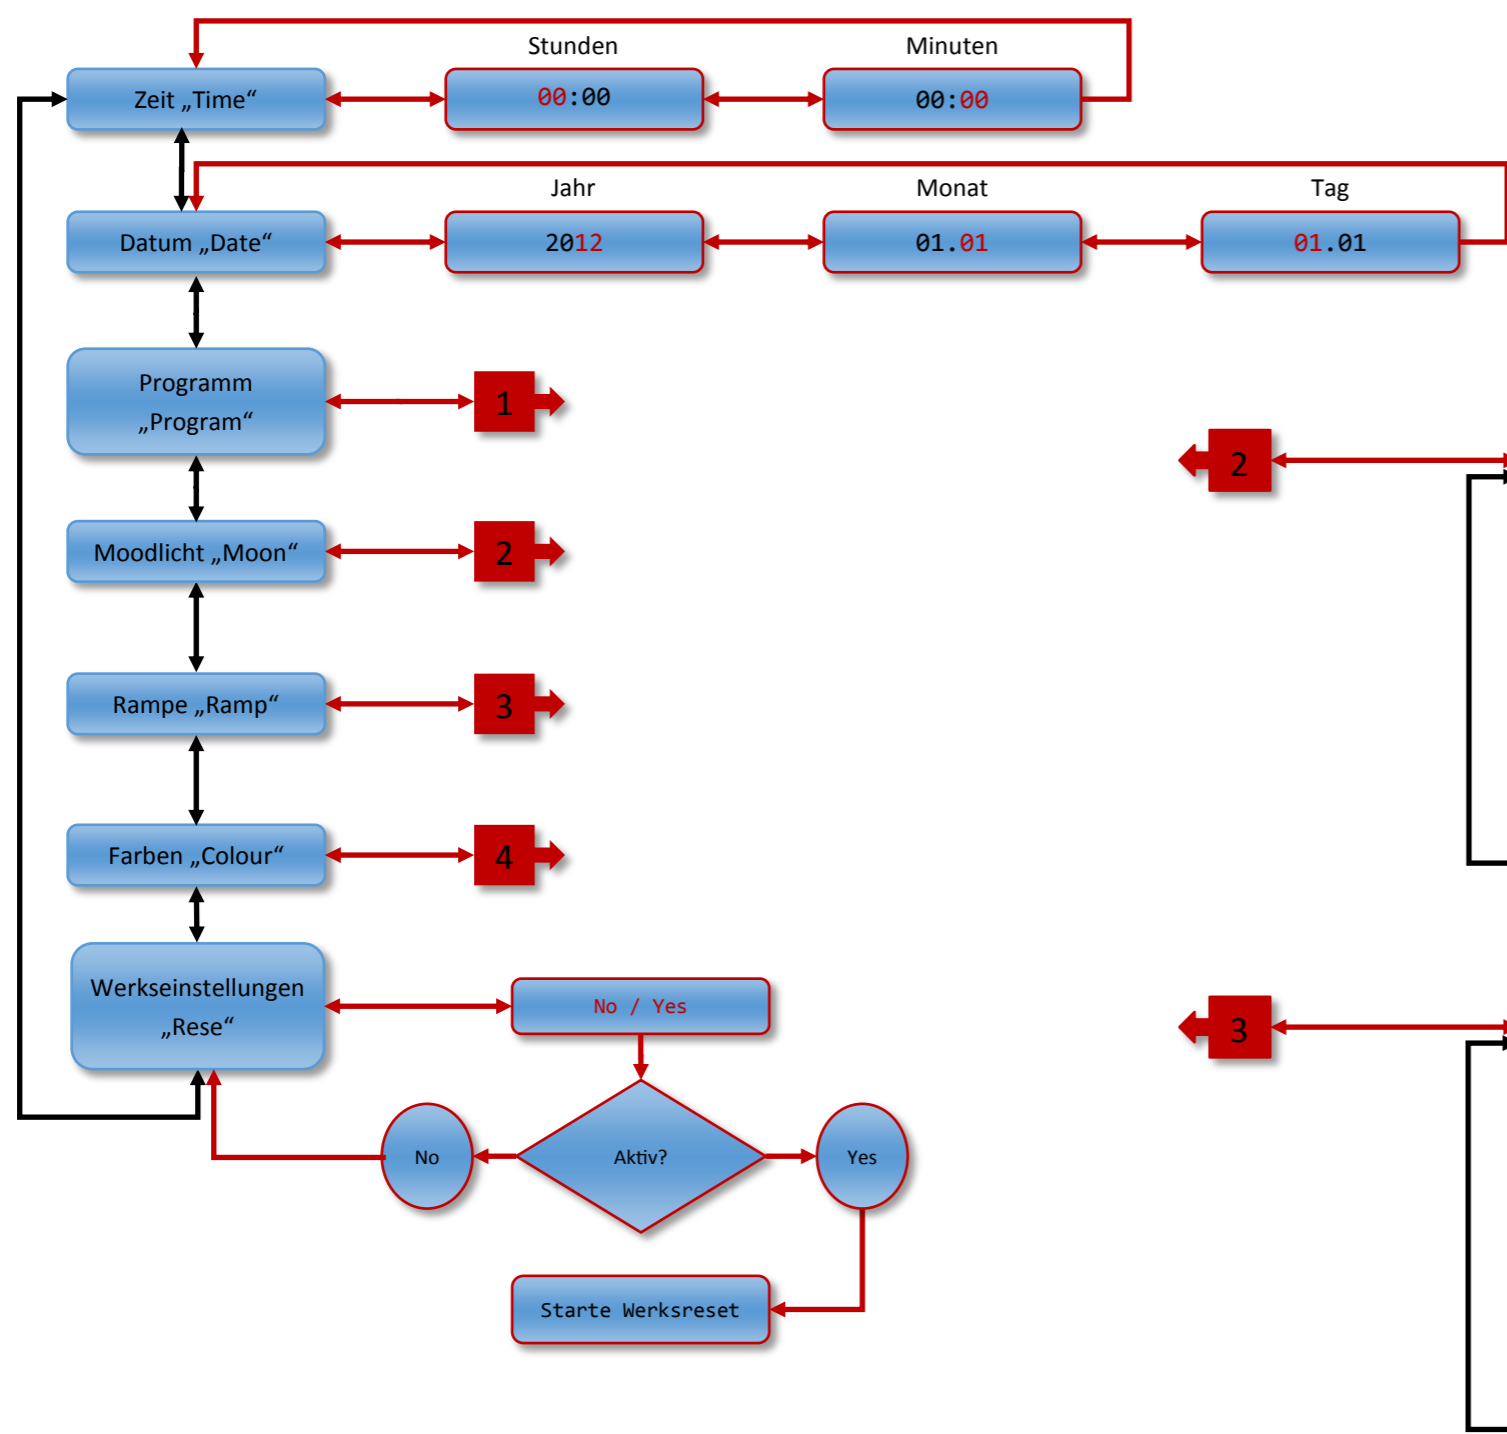 Stunden
Minuten
Zeit „Time“
00:00
00:00
Jahr
Monat
Tag
Datum „Date“
2012
01.01
01.01
Programm
„Program“
1
2
Moodlicht „Moon“
2
Rampe „Ramp“
3
Farben „Colour“
4
Werkseinstellungen
„Rese“
No / Yes
3
No
Aktiv?
Yes
Starte Werksreset